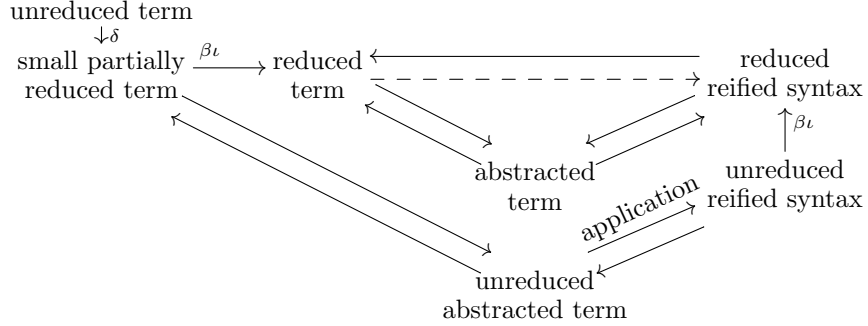 unreduced term
δ
small partially
reduced term
βι
reduced
term
reduced
reified syntax
βι
abstracted
term
unreduced
reified syntax
application
unreduced
abstracted term